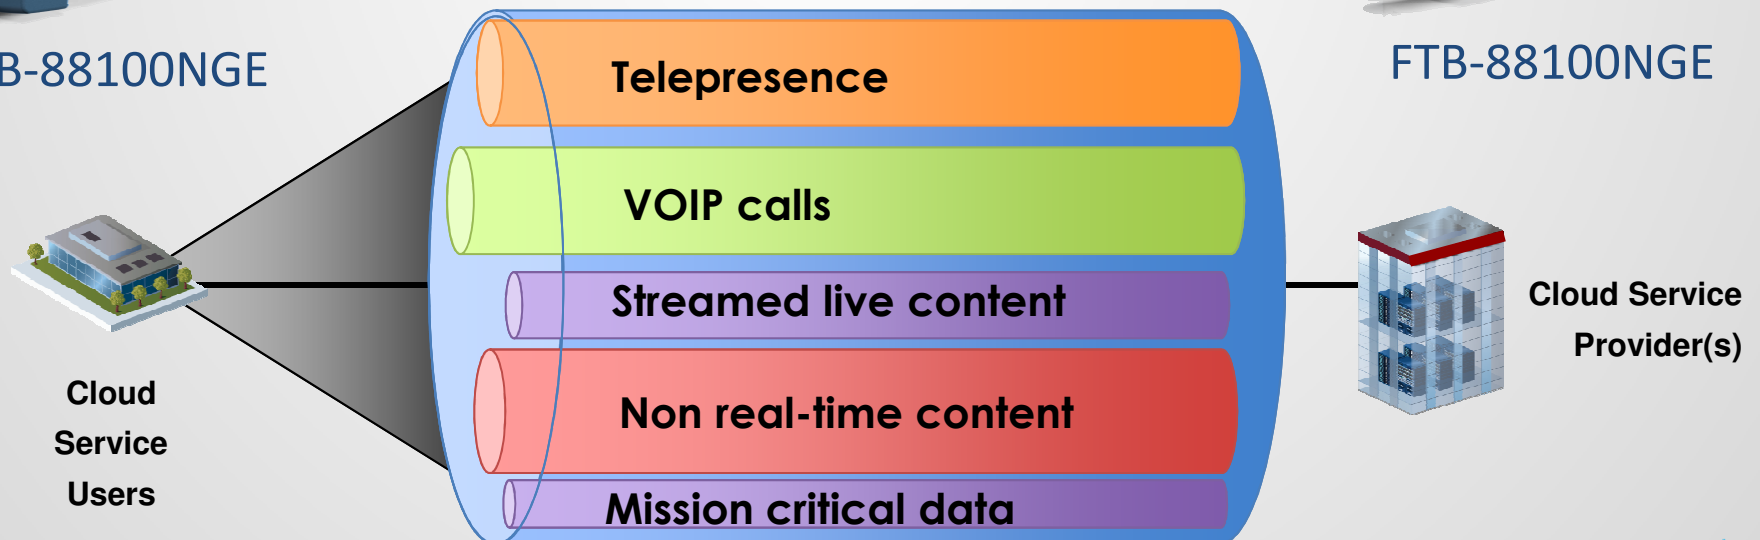 B-88100NGE
FTB-88100NGE
Telepresence
VOIP calls
Streamed live content
Non real-time content
Mission critical data
Cloud
Service
Users
Cloud Service
Provider(s)